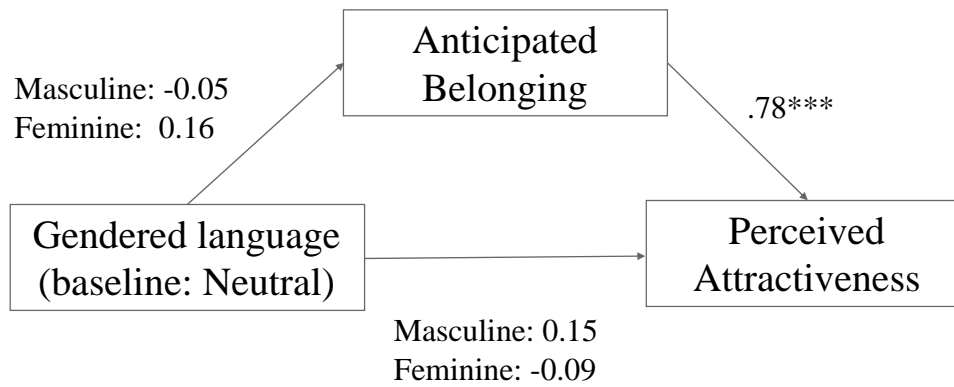 Anticipated
Belonging
Masculine: -0.05
Feminine: 0.16
.78***
Gendered language
(baseline: Neutral)
Perceived
Attractiveness
Masculine: 0.15
Feminine: -0.09